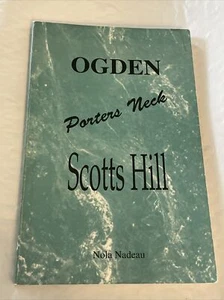 OGDEN
Porters Neck
Scotts Hill
Nola Nadeau